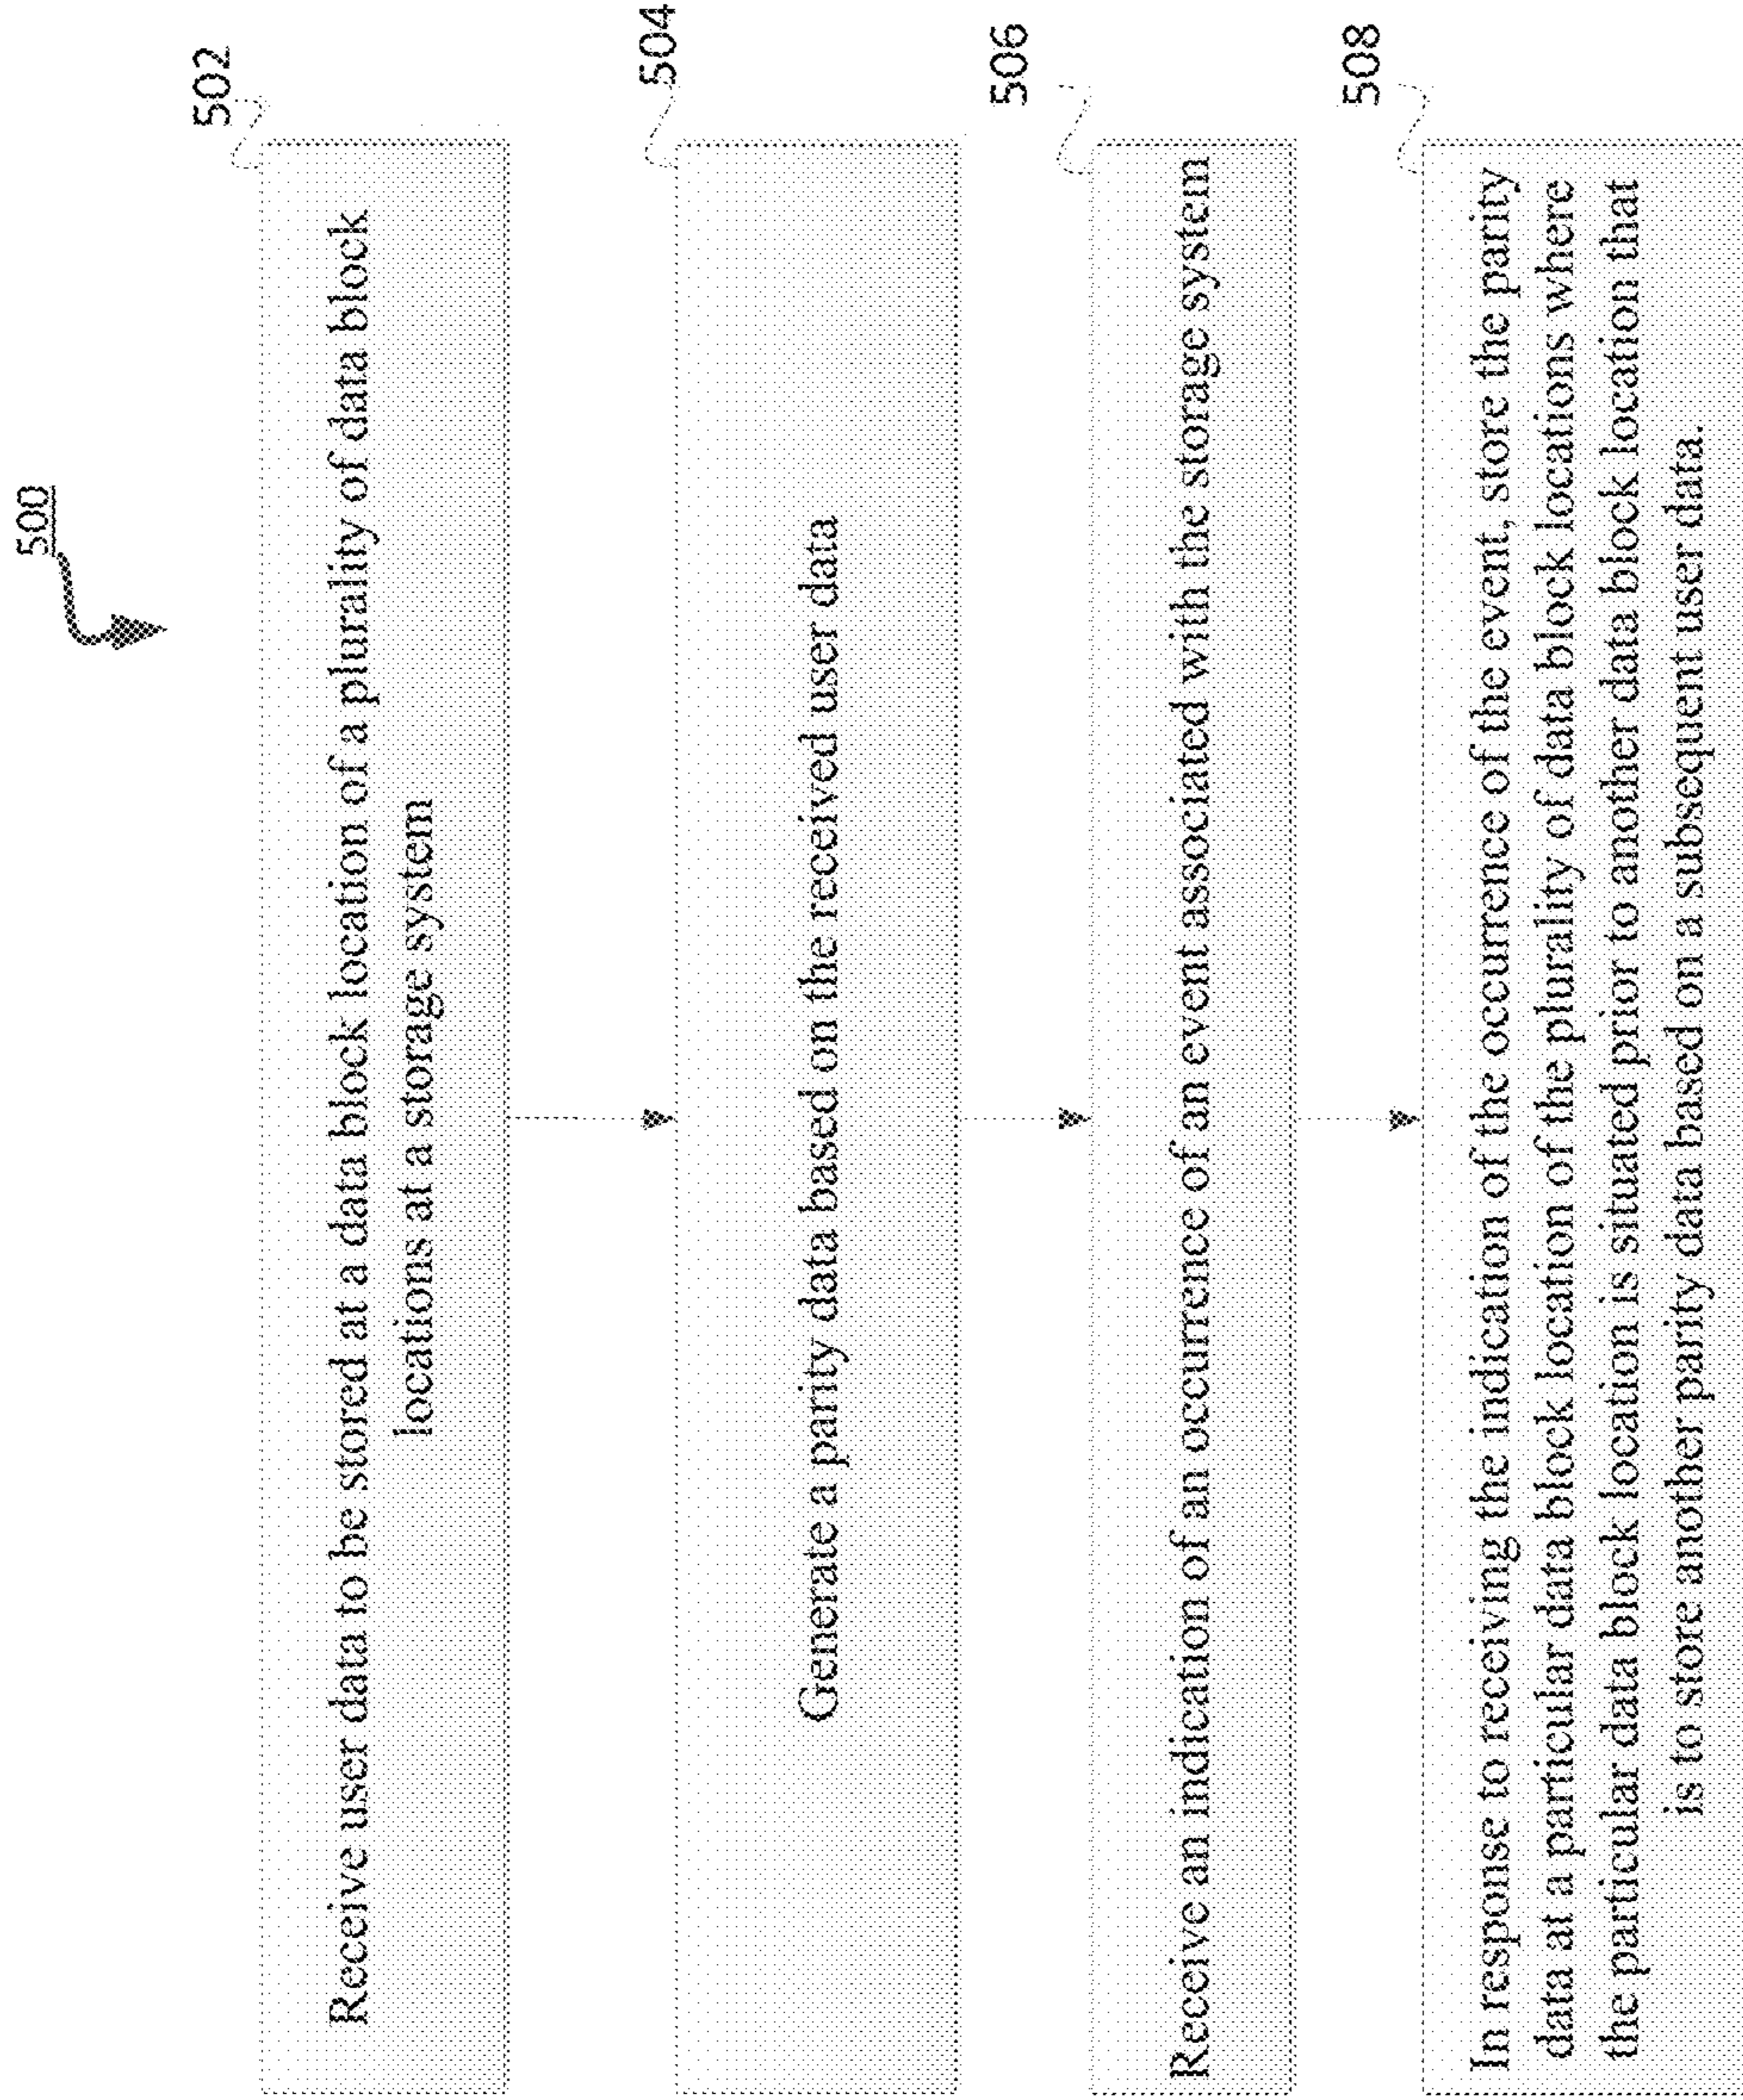 500
502
Receive user data to be stored at a data block location of a plurality of data block
locations at a storage system
504
Generate a parity data based on the received user data
506
Receive an indication of an occurrence of an event associated with the storage system
508
In response to receiving the indication of the occurrence of the event, store the parity
data at a particular data block location of the plurality of data block locations where
the particular data block location is situated prior to another data block location that
is to store another parity data based on a subsequent user data.